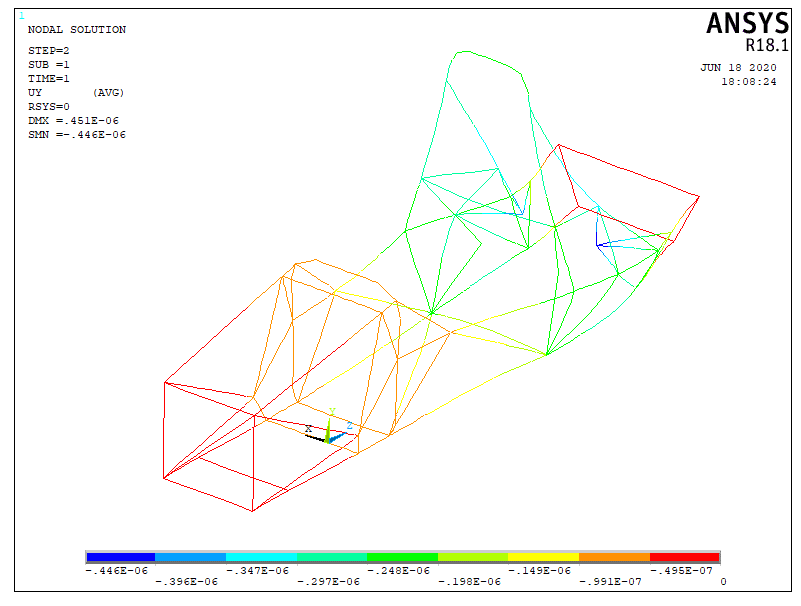 1
ANSYS
R18.1
NODAL SOLUTION
STEP=2
SUB =1
TIME=1
UY (AVG)
RSYS=0
DMX =.451E-06
SMN =-.446E-06
JUN 18 2020
18:08:24
Y
X
Z
-.446E-06 -.347E-06 -.248E-06 -.149E-06 -.495E-07
-.396E-06 -.297E-06 -.198E-06 -.991E-07 0